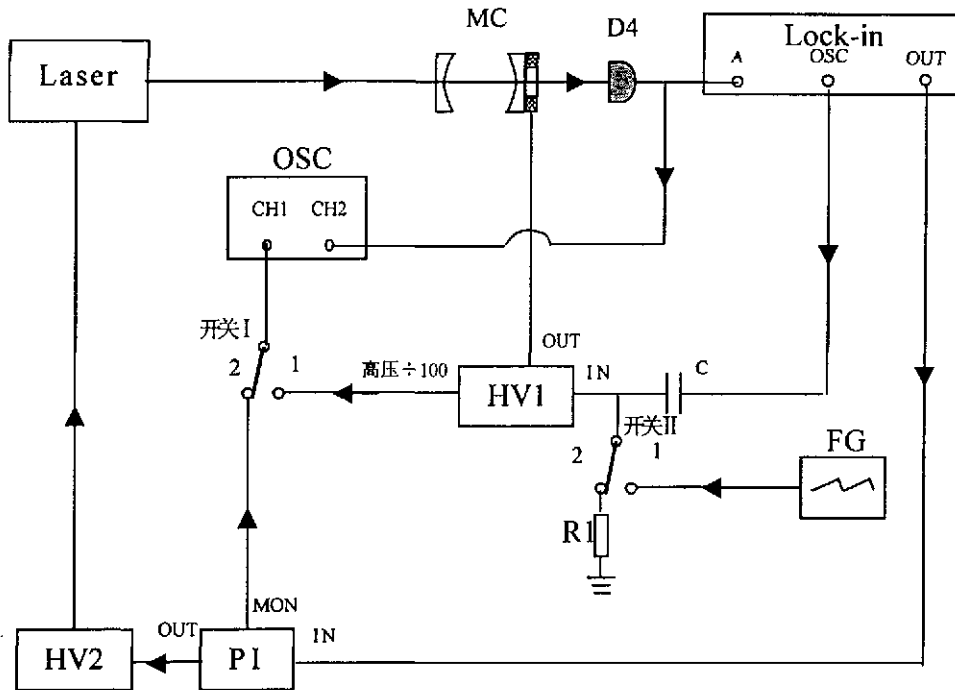 MC
D4
Lock-in
A
OSC
OUT
Laser
OSC
CH1
CH2
开关 I
2
1
高压÷100
OUT
HV1
IN
C
开关II
2
1
FG
R1
MON
OUT
IN
HV2
PI